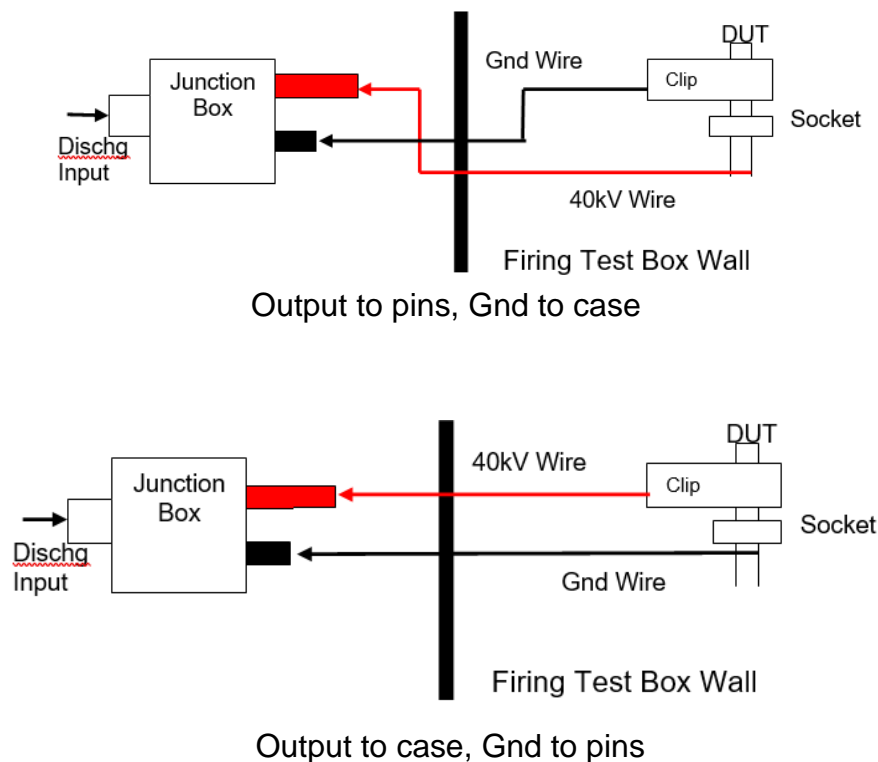 DUT
Gnd Wire
Junction
Box
Clip
Socket
Dischg
Input
40kV Wire
Firing Test Box Wall
Output to pins, Gnd to case
DUT
40kV Wire
Junction
Box
Clip
Socket
Dischg
Input
Gnd Wire
Firing Test Box Wall
Output to case, Gnd to pins